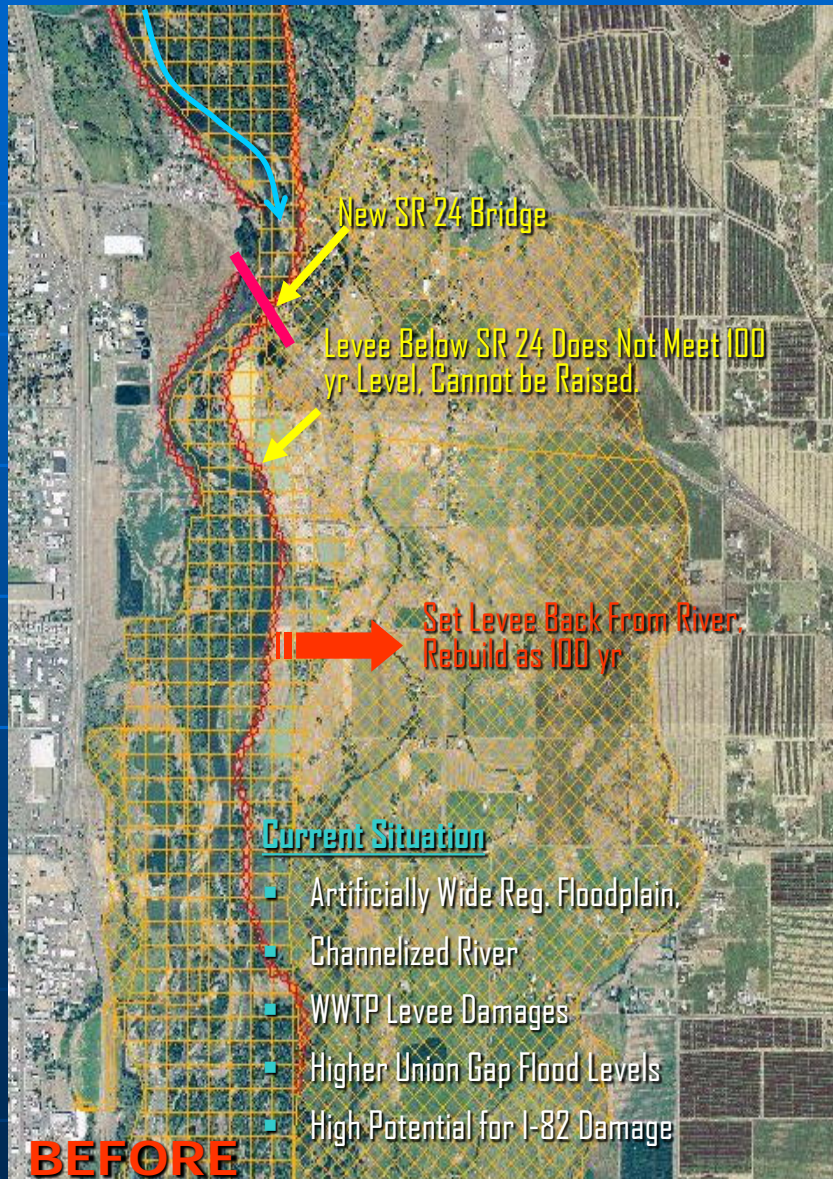 New SR 24 Bridge
Levee Below SR 24 Does Not Meet 100
yr Level, Cannot be Raised.
Set Levee Back From River,
Rebuild as 100 yr
Current Situation
Artificially Wide Reg. Floodplain,
Channelized River
WWTP Levee Damages
Higher Union Gap Flood Levels
High Potential for I-82 Damage
BEFORE